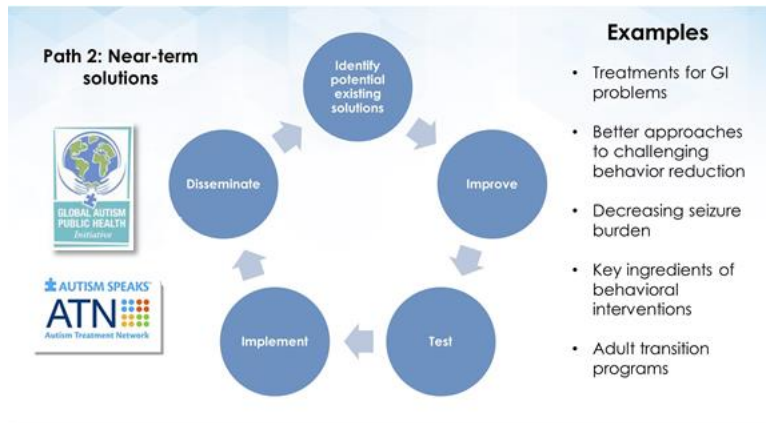 Path 2: Near-term
solutions
Identify
potential
existing
solutions
Improve
Test
Implement
Disseminate
GLOBAL AUTISM
PUBLIC HEALTH
Initiative
AUTISM SPEAKS
ATN
Autism Treatment Network
Examples
• Treatments for GI
problems
• Better approaches
to challenging
behavior reduction
• Decreasing seizure
burden
• Key ingredients of
behavioral
interventions
• Adult transition
programs